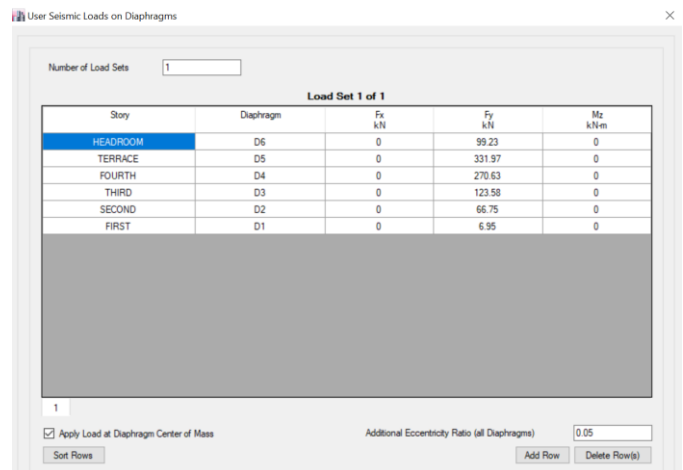 User Seismic Loads on Diaphragms
Number of Load Sets 1
Load Set 1 of 1
Story Diaphragm Fx kN Fy kN Mz kN-m
HEADROOM D6 0 99.23 0
TERRACE D5 0 331.97 0
FOURTH D4 0 270.63 0
THIRD D3 0 123.58 0
SECOND D2 0 66.75 0
FIRST D1 0 6.95 0
1
Apply Load at Diaphragm Center of Mass Additional Eccentricity Ratio (all Diaphragms) 0.05
Sort Rows Add Row Delete Row(s)